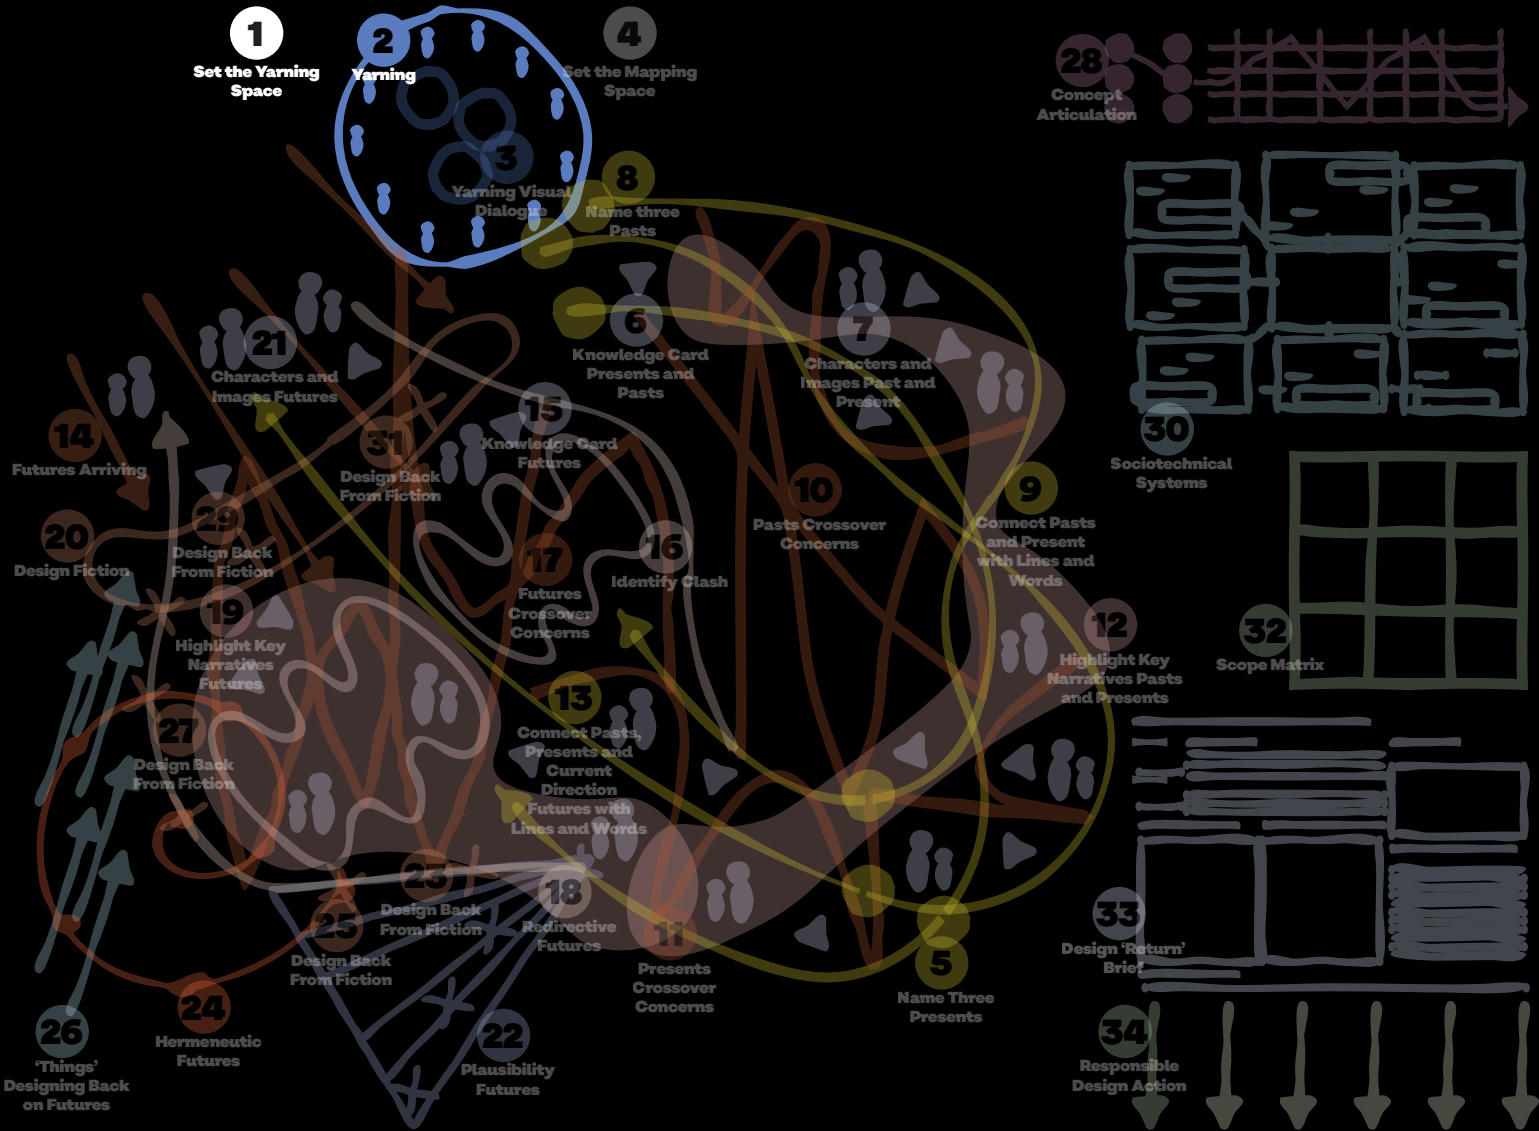 1
Set the Yarning
Space
2
Yarning
3
Yarning Visual
Dialogue
4
Set the Mapping
Space
28
Concept
Articulation
8
Name three
Pasts
6
Knowledge Card
Presents and
Pasts
7
Characters and
Images Past and
Present
21
Characters and
Images Futures
14
Futures Arriving
31
Design Back
From Fiction
15
Knowledge Card
Futures
30
Sociotechnical
Systems
10
Pasts Crossover
Concerns
9
Connect Pasts
and Present
with Lines and
Words
20
Design Fiction
29
Design Back
From Fiction
17
Futures
Crossover
Concerns
16
Identify Clash
19
Highlight Key
Narratives
Futures
12
Highlight Key
Narratives Pasts
and Presents
32
Scope Matrix
13
Connect Pasts,
Presents and
Current
Direction
Futures with
Lines and Words
27
Design Back
From Fiction
23
Design Back
From Fiction
18
Redirective
Futures
25
Design Back
From Fiction
11
Presents
Crossover
Concerns
5
Name Three
Presents
33
Design ‘Return’
Brief
24
Hermeneutic
Futures
26
‘Things’
Designing Back
on Futures
22
Plausibility
Futures
34
Responsible
Design Action